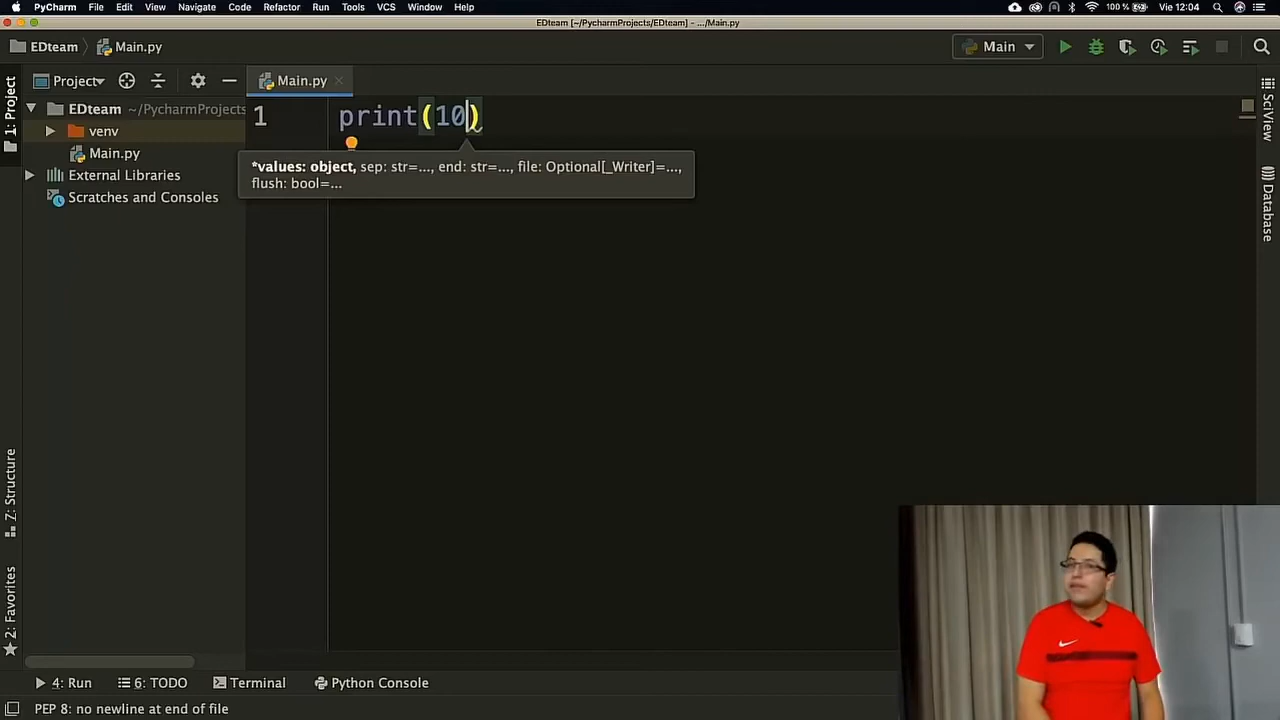 PyCharm File Edit View Navigate Code Refactor Run Tools VCS Window Help 100 % Vie 12:04
EDteam [~/PycharmProjects/EDteam] - .../Main.py
EDteam Main.py Main
1: Project
Project
Main.py
EDteam ~/PycharmProjects
venv
Main.py
External Libraries
Scratches and Consoles
1 print(10)
*values: object, sep: str=..., end: str=..., file: Optional[_Writer]=...,
flush: bool=...
SciView
Database
Z: Structure
2: Favorites
4: Run 6: TODO Terminal Python Console
PEP 8: no newline at end of file